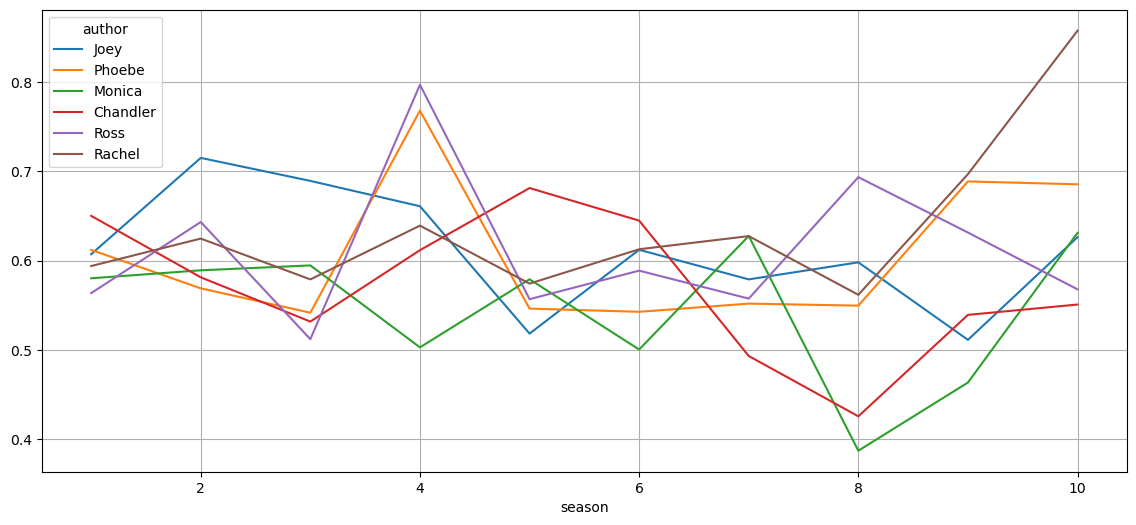 author
Joey
Phoebe
Monica
Chandler
Ross
Rachel
0.8
0.7
0.6
0.5
0.4
2 4 6 8 10
season